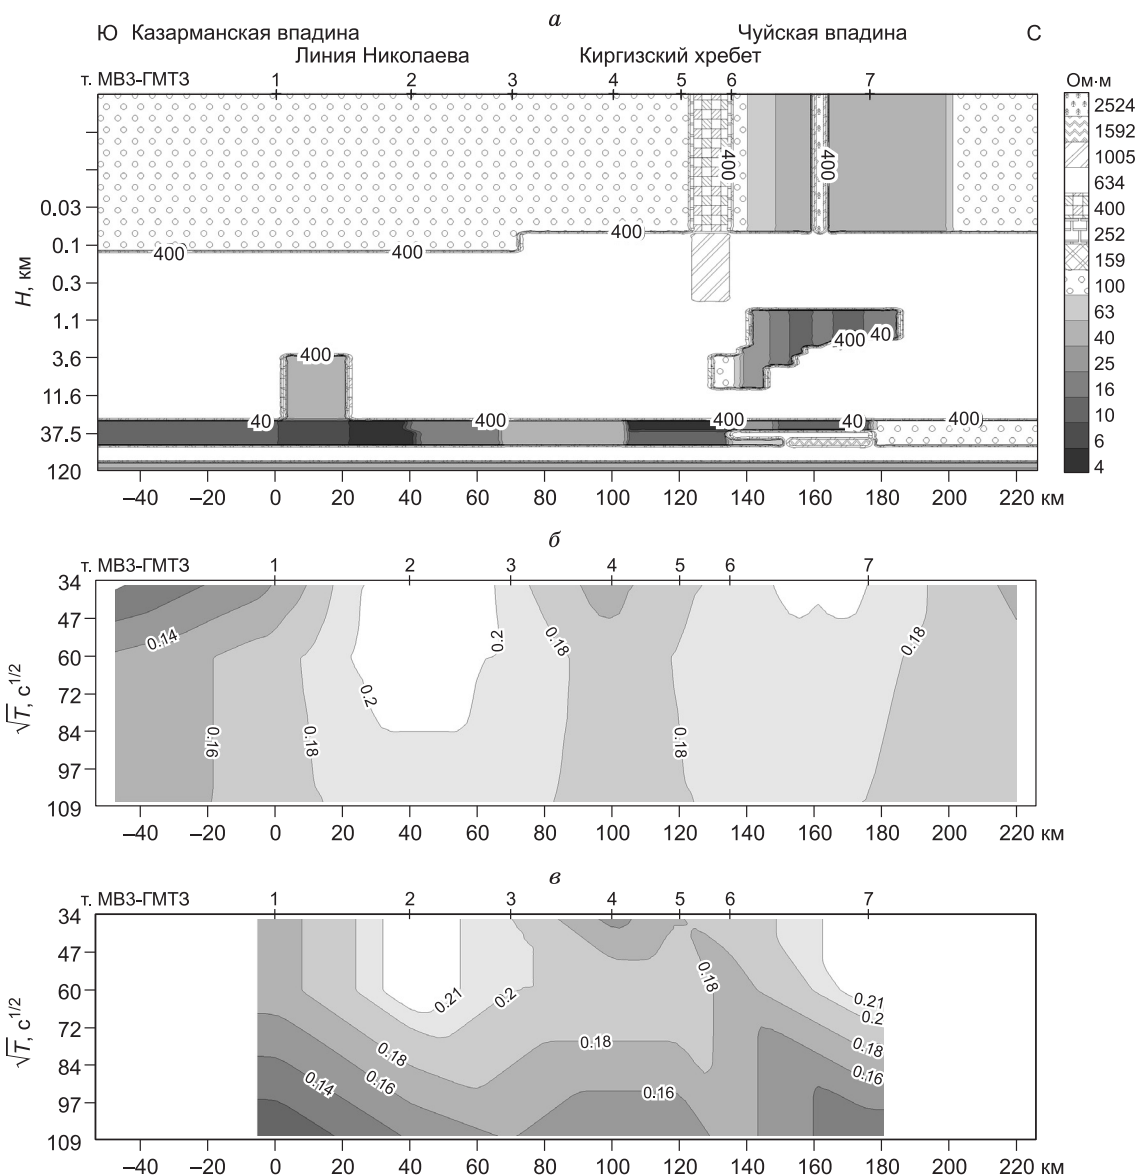 а
Ю Казарманская впадина Чуйская впадина С
Линия Николаева Киргизский хребет
т. МВЗ-ГМТЗ 1 2 3 4 5 6 7
Ом·м
2524
1592
1005
634
400
252
159
100
63
40
25
16
10
6
4
H, км
0.03
0.1
0.3
1.1
3.6
11.6
37.5
120
400 400 400 400 400
400 400 40
40 400 400 40 400
–40 –20 0 20 40 60 80 100 120 140 160 180 200 220 км
б
т. МВЗ-ГМТЗ 1 2 3 4 5 6 7
√T, с1/2
34
47
60
72
84
97
109
0.14 0.2 0.18 0.18
0.2
0.16 0.18 0.18
–40 –20 0 20 40 60 80 100 120 140 160 180 200 220 км
в
т. МВЗ-ГМТЗ 1 2 3 4 5 6 7
√T, с1/2
34
47
60
72
84
97
109
0.18
0.21 0.2 0.21
0.2
0.18 0.18 0.18
0.14 0.16 0.16 0.16
–40 –20 0 20 40 60 80 100 120 140 160 180 200 220 км